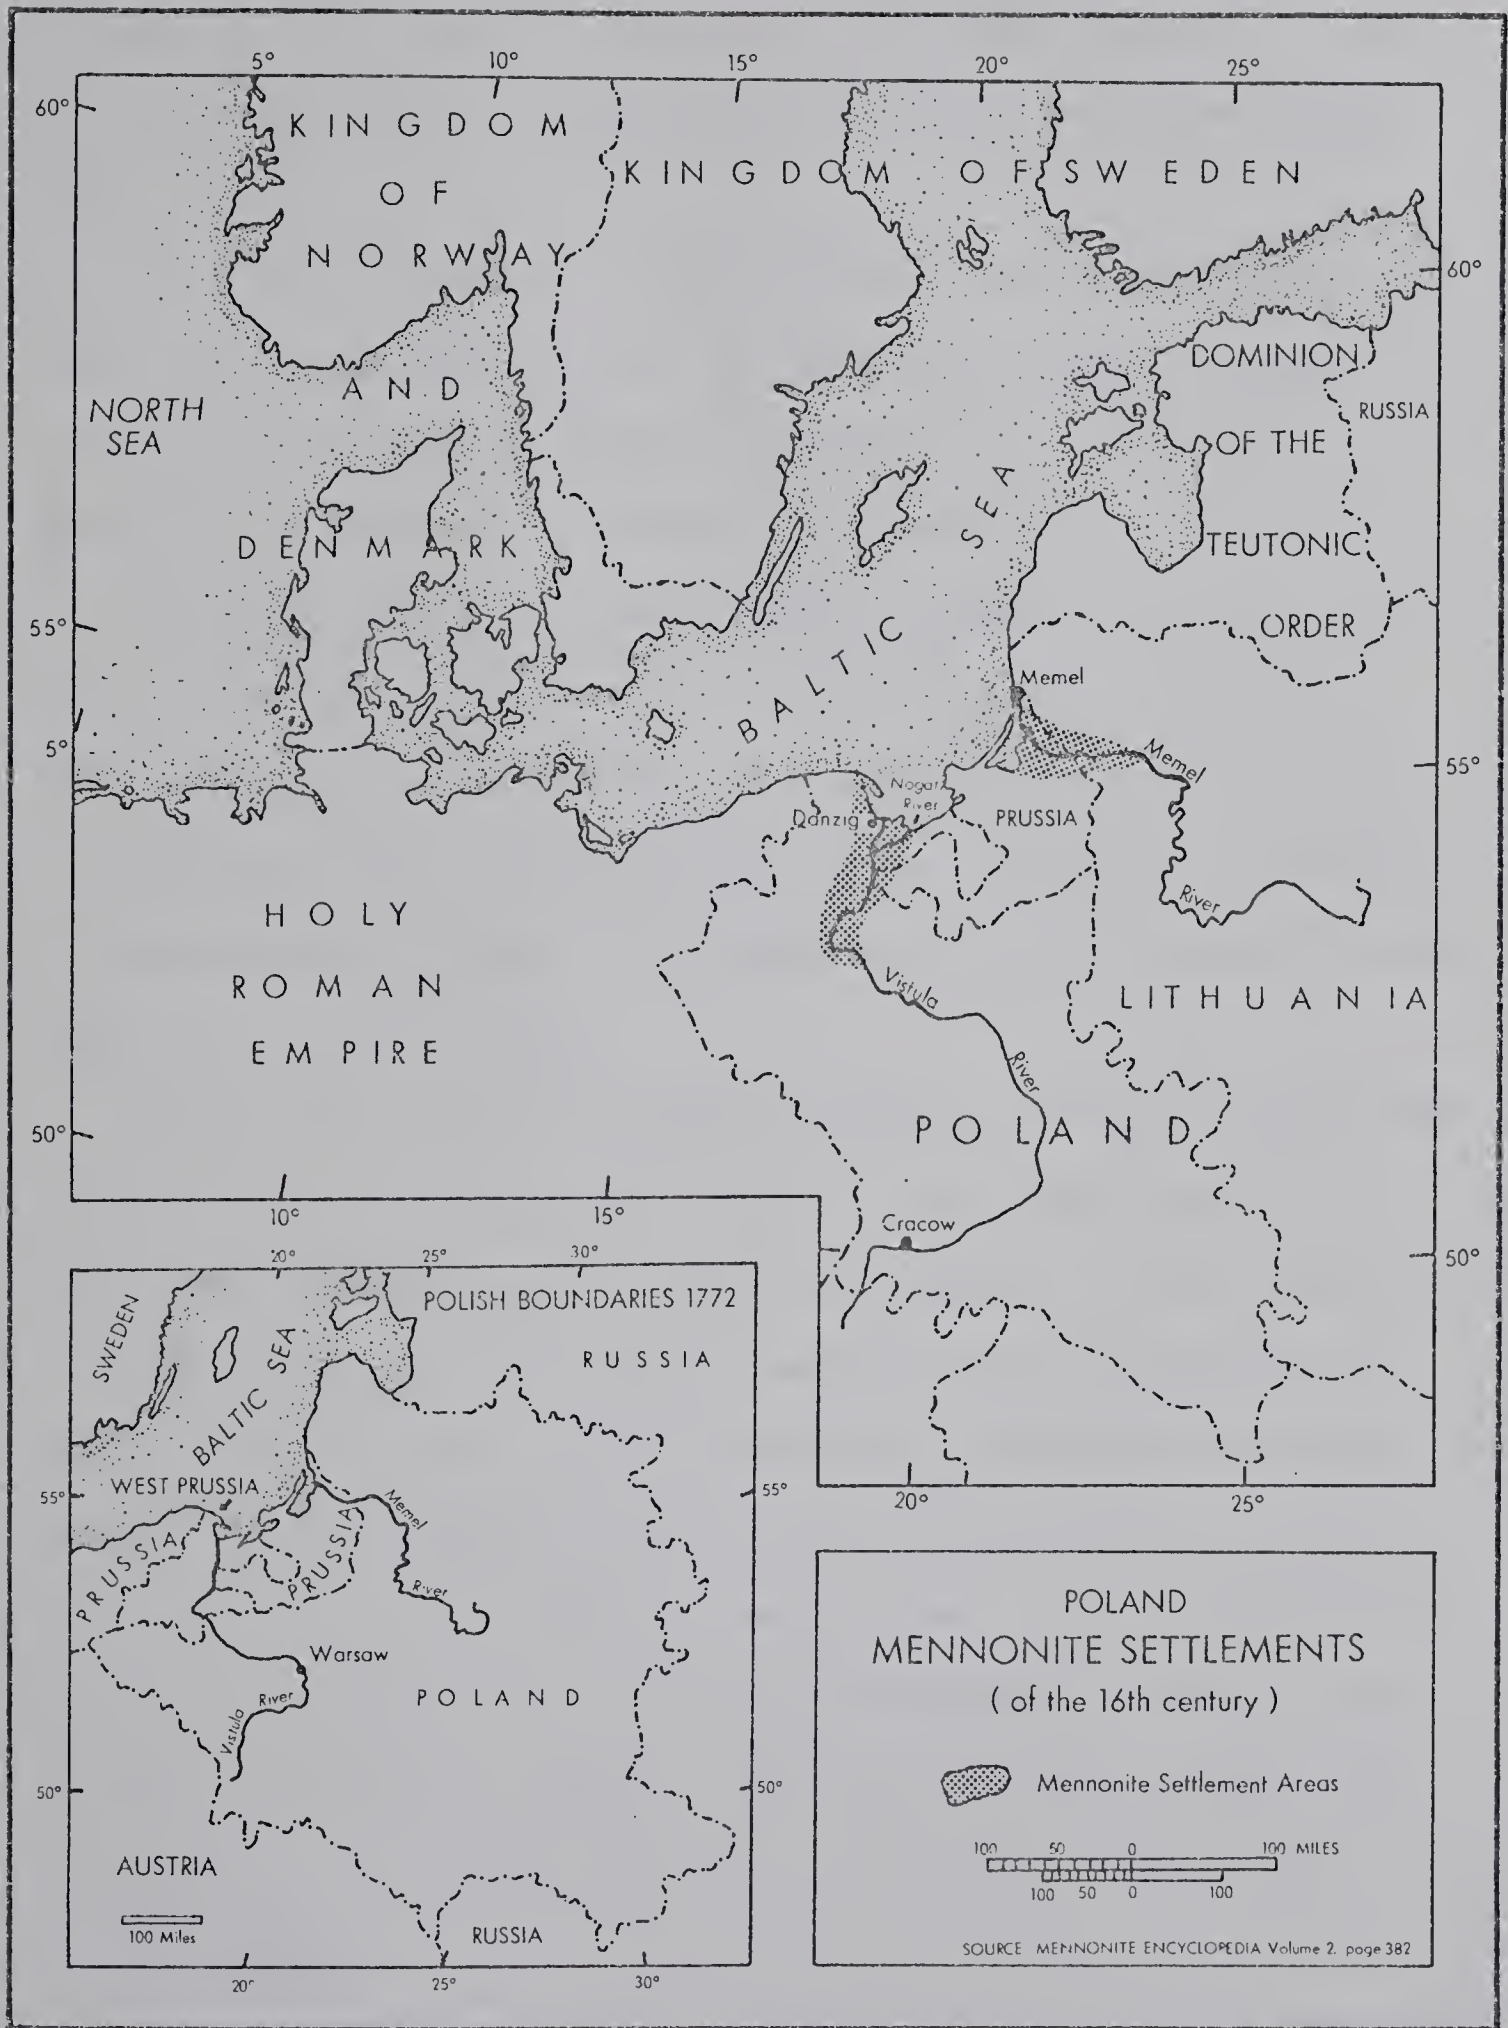 5° 10° 15° 20° 25°
60°
KINGDOM
OF
NORWAY
KINGDOM OF SWEDEN
60°
AND
NORTH
SEA
DENMARK
DOMINION
OF THE
TEUTONIC
ORDER
RUSSIA
BALTIC SEA
55°
5°
Memel
Memel
River
55°
Nogat
River
Danzig
PRUSSIA
HOLY
ROMAN
EMPIRE
Vistula
River
LITHUANIA
POLAND
50°
Cracow
50°
10° 15°
20° 25°
20° 25° 30°
POLISH BOUNDARIES 1772
SWEDEN
BALTIC SEA
RUSSIA
WEST PRUSSIA
55° 55°
PRUSSIA
PRUSSIA
Memel
River
Warsaw
Vistula River
POLAND
50° 50°
AUSTRIA
100 Miles
RUSSIA
20° 25° 30°
POLAND
MENNONITE SETTLEMENTS
( of the 16th century )
Mennonite Settlement Areas
100 50 0 100 MILES
100 50 0 100
SOURCE MENNONITE ENCYCLOPEDIA Volume 2. page 382